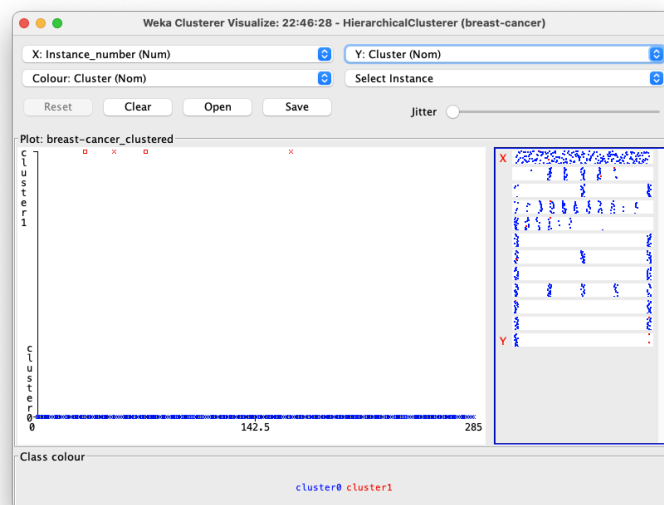 Weka Clusterer Visualize: 22:46:28 - HierarchicalClusterer (breast-cancer)
X: Instance_number (Num)
Y: Cluster (Nom)
Colour: Cluster (Nom)
Select Instance
Reset
Clear
Open
Save
Jitter
Plot: breast-cancer_clustered
cluster1
cluster0
0
142.5
285
X
Y
Class colour
cluster0 cluster1